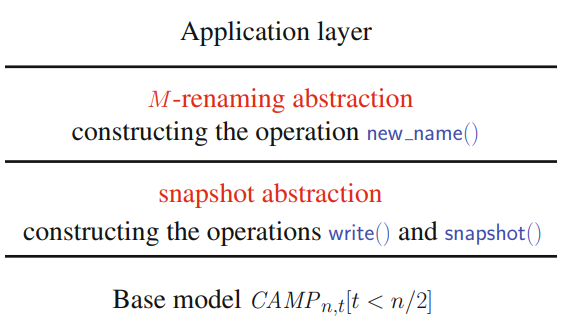 Application layer
M-renaming abstraction
constructing the operation new_name()
snapshot abstraction
constructing the operations write() and snapshot()
Base model CAMPn,t[t < n/2]